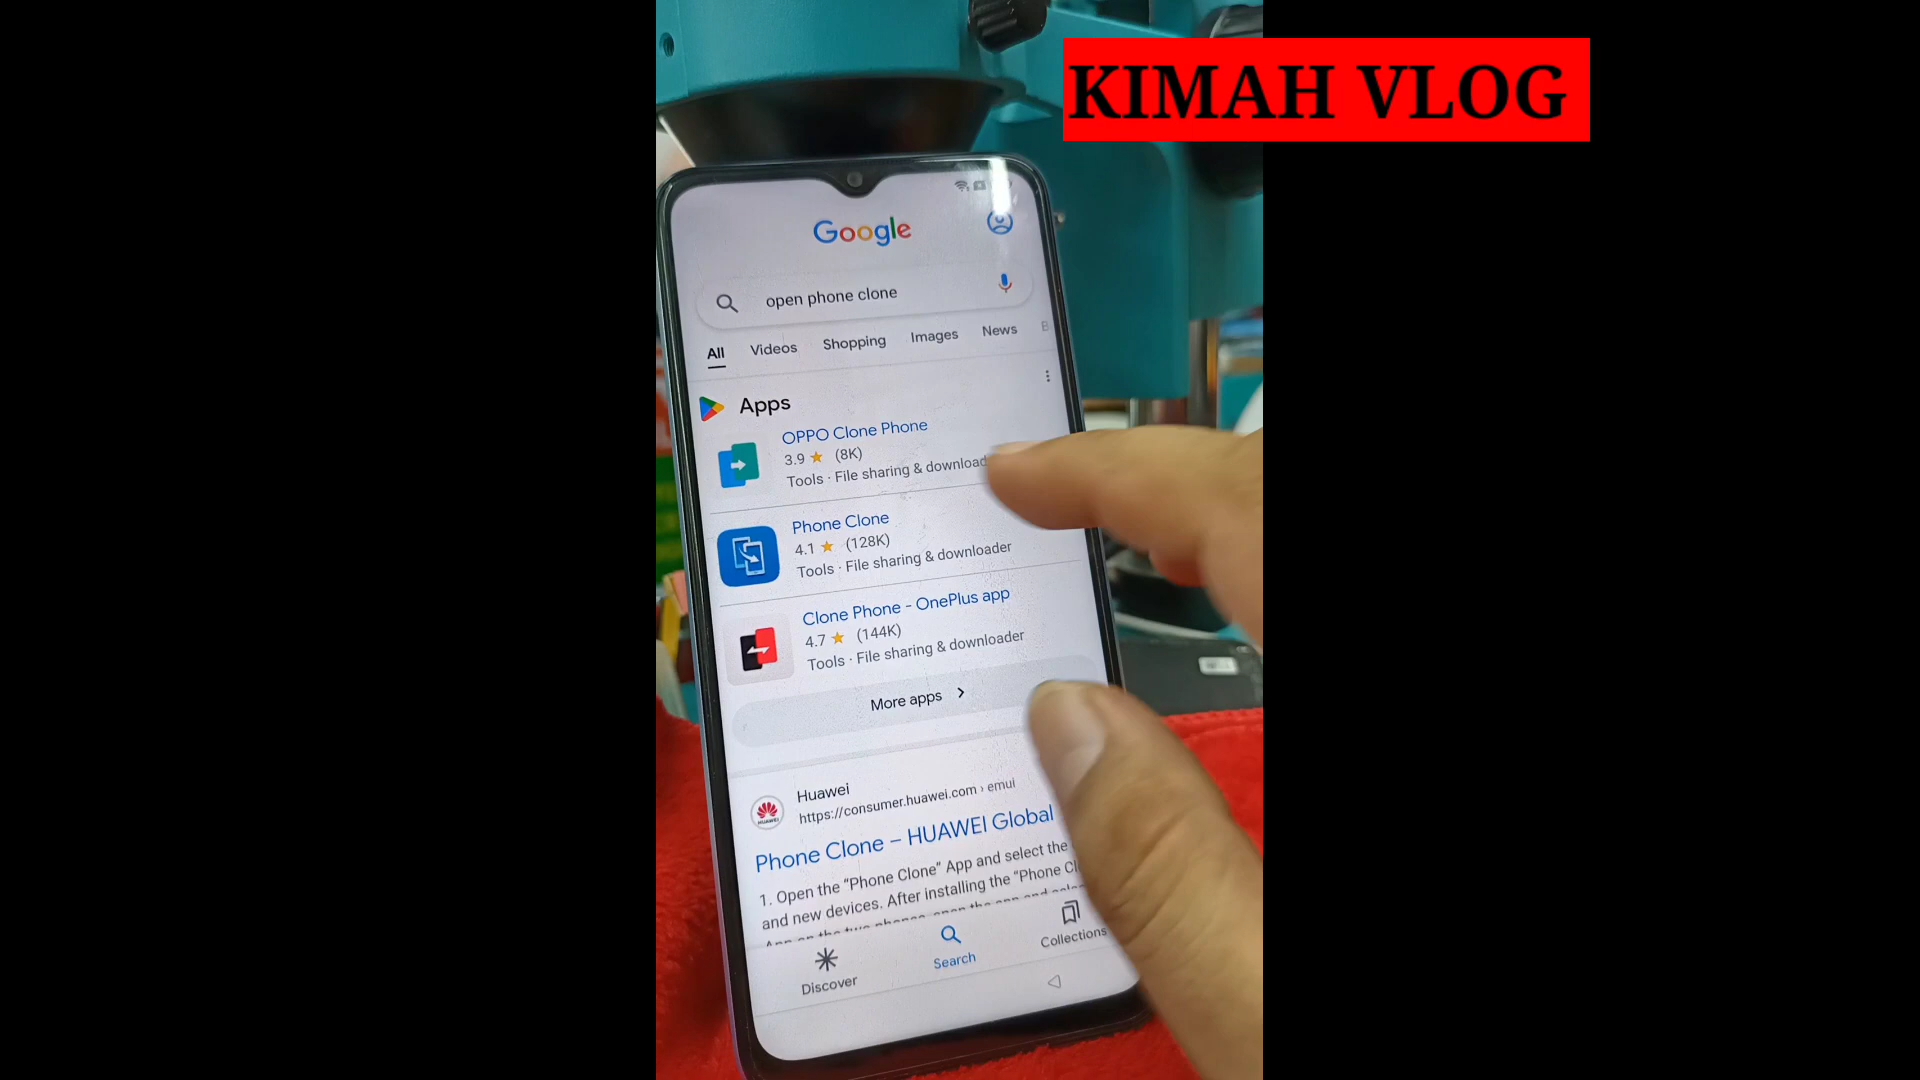 KIMAH VLOG
Google
open phone clone
All Videos Shopping Images News
Apps
OPPO Clone Phone
3.9 ★ (8K)
Tools · File sharing & download
Phone Clone
4.1 ★ (128K)
Tools · File sharing & downloader
Clone Phone - OnePlus app
4.7 ★ (144K)
Tools · File sharing & downloader
More apps
Huawei
HUAWEI
https://consumer.huawei.com › emui
Phone Clone – HUAWEI Global
1. Open the "Phone Clone" App and select the
and new devices. After installing the "Phone Cl
Discover
Search
Collections